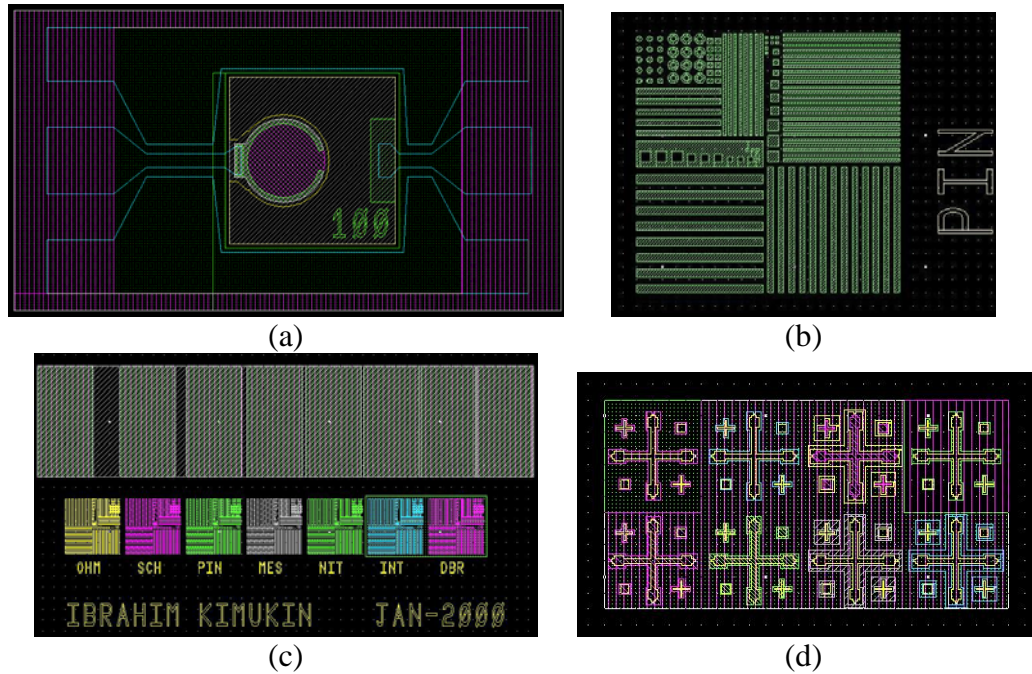 100
PIN
(a)
(b)
OHM SCH PIN MES NIT INT DBR
IBRAHIM KIMUKIN JAN-2000
(c)
(d)